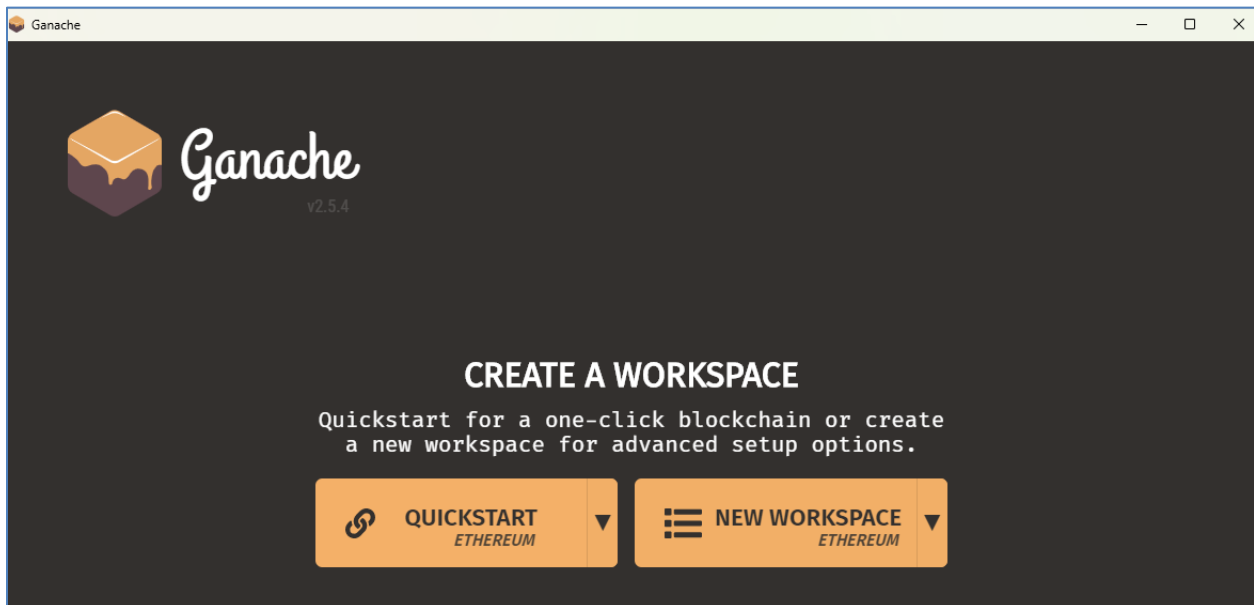 Ganache
Ganache
v2.5.4
CREATE A WORKSPACE
Quickstart for a one-click blockchain or create
a new workspace for advanced setup options.
QUICKSTART
ETHEREUM
NEW WORKSPACE
ETHEREUM